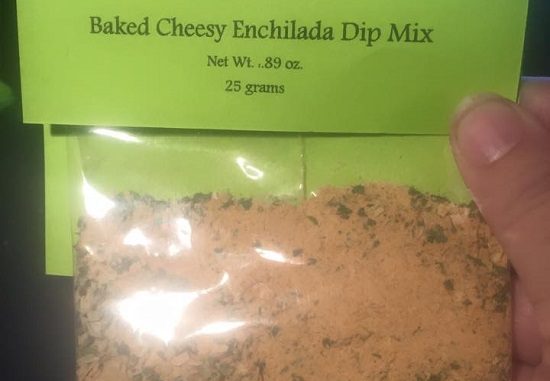 Baked Cheesy Enchilada Dip Mix
Net Wt. .89 oz.
25 grams